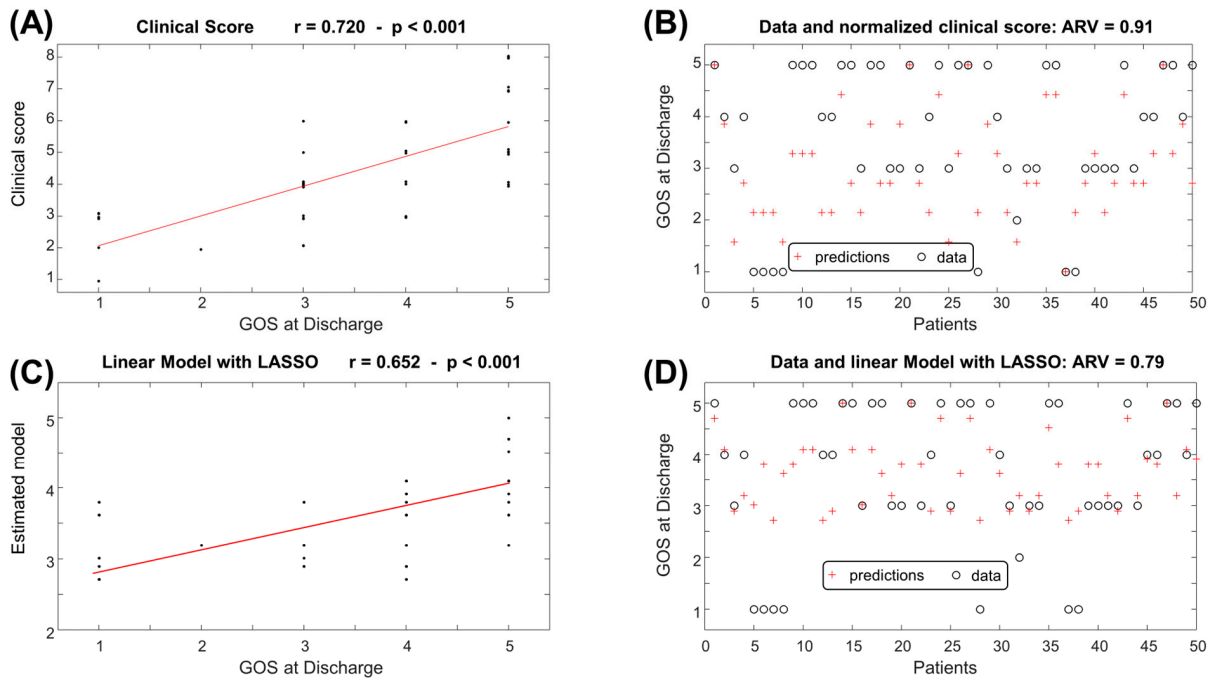 (A)
Clinical Score r = 0.720 - p < 0.001
8
7
6
5
4
3
2
1
Clinical score
1 2 3 4 5
GOS at Discharge
(B)
Data and normalized clinical score: ARV = 0.91
5
4
3
2
1
GOS at Discharge
predictions data
0 5 10 15 20 25 30 35 40 45 50
Patients
(C)
Linear Model with LASSO r = 0.652 - p < 0.001
5
4
3
2
Estimated model
1 2 3 4 5
GOS at Discharge
(D)
Data and linear Model with LASSO: ARV = 0.79
5
4
3
2
1
GOS at Discharge
predictions data
0 5 10 15 20 25 30 35 40 45 50
Patients